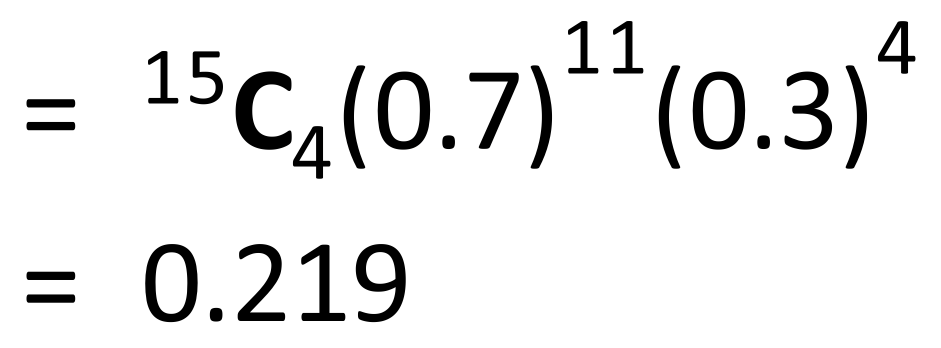 = ¹⁵C₄(0.7)¹¹(0.3)⁴
= 0.219